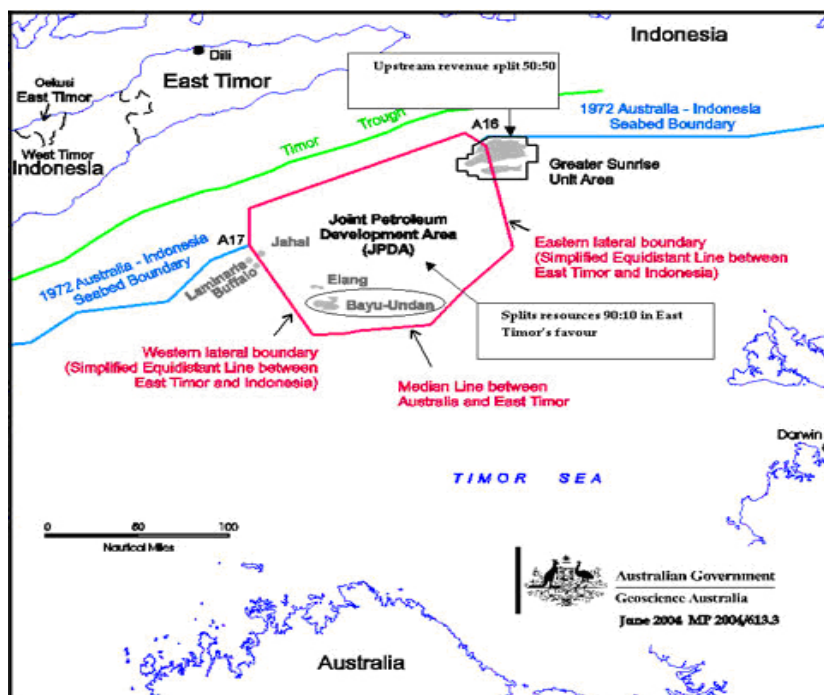 Indonesia
Dili
East Timor
Oekusi
East Timor
West Timor
Indonesia
Upstream revenue split 50:50
Timor Trough
A16
1972 Australia - Indonesia
Seabed Boundary
Greater Sunrise
Unit Area
A17
1972 Australia - Indonesia
Seabed Boundary
Jahal
Laminaria
Buffalo
Joint Petroleum
Development Area
(JPDA)
Elang
Bayu-Undan
Eastern lateral boundary
(Simplified Equidistant Line between
East Timor and Indonesia)
Splits resources 90:10 in East
Timor's favour
Western lateral boundary
(Simplified Equidistant Line between
East Timor and Indonesia)
Median Line between
Australia and East Timor
Darwin
TIMOR SEA
0 50 100
Nautical Miles
Australian Government
Geoscience Australia
June 2004 MP 2004/613.3
Australia